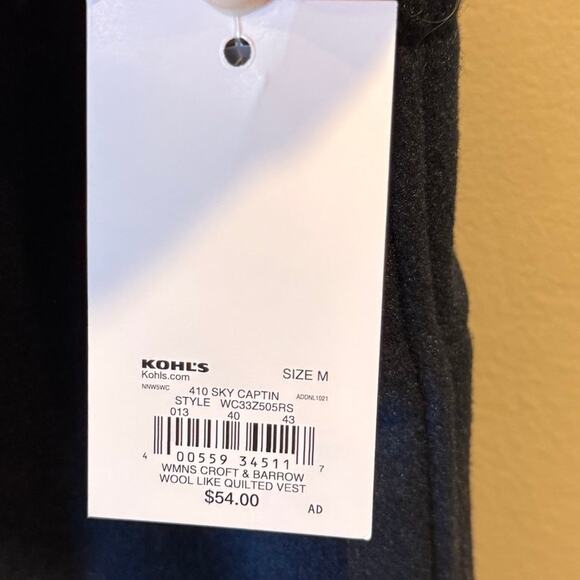 KOHL'S
Kohls.com SIZE M
NNW5WC 410 SKY CAPTIN ADDNL1021
STYLE WC33Z505RS
013 40 43
4 00559 34511 7
WMNS CROFT & BARROW
WOOL LIKE QUILTED VEST
$54.00
AD